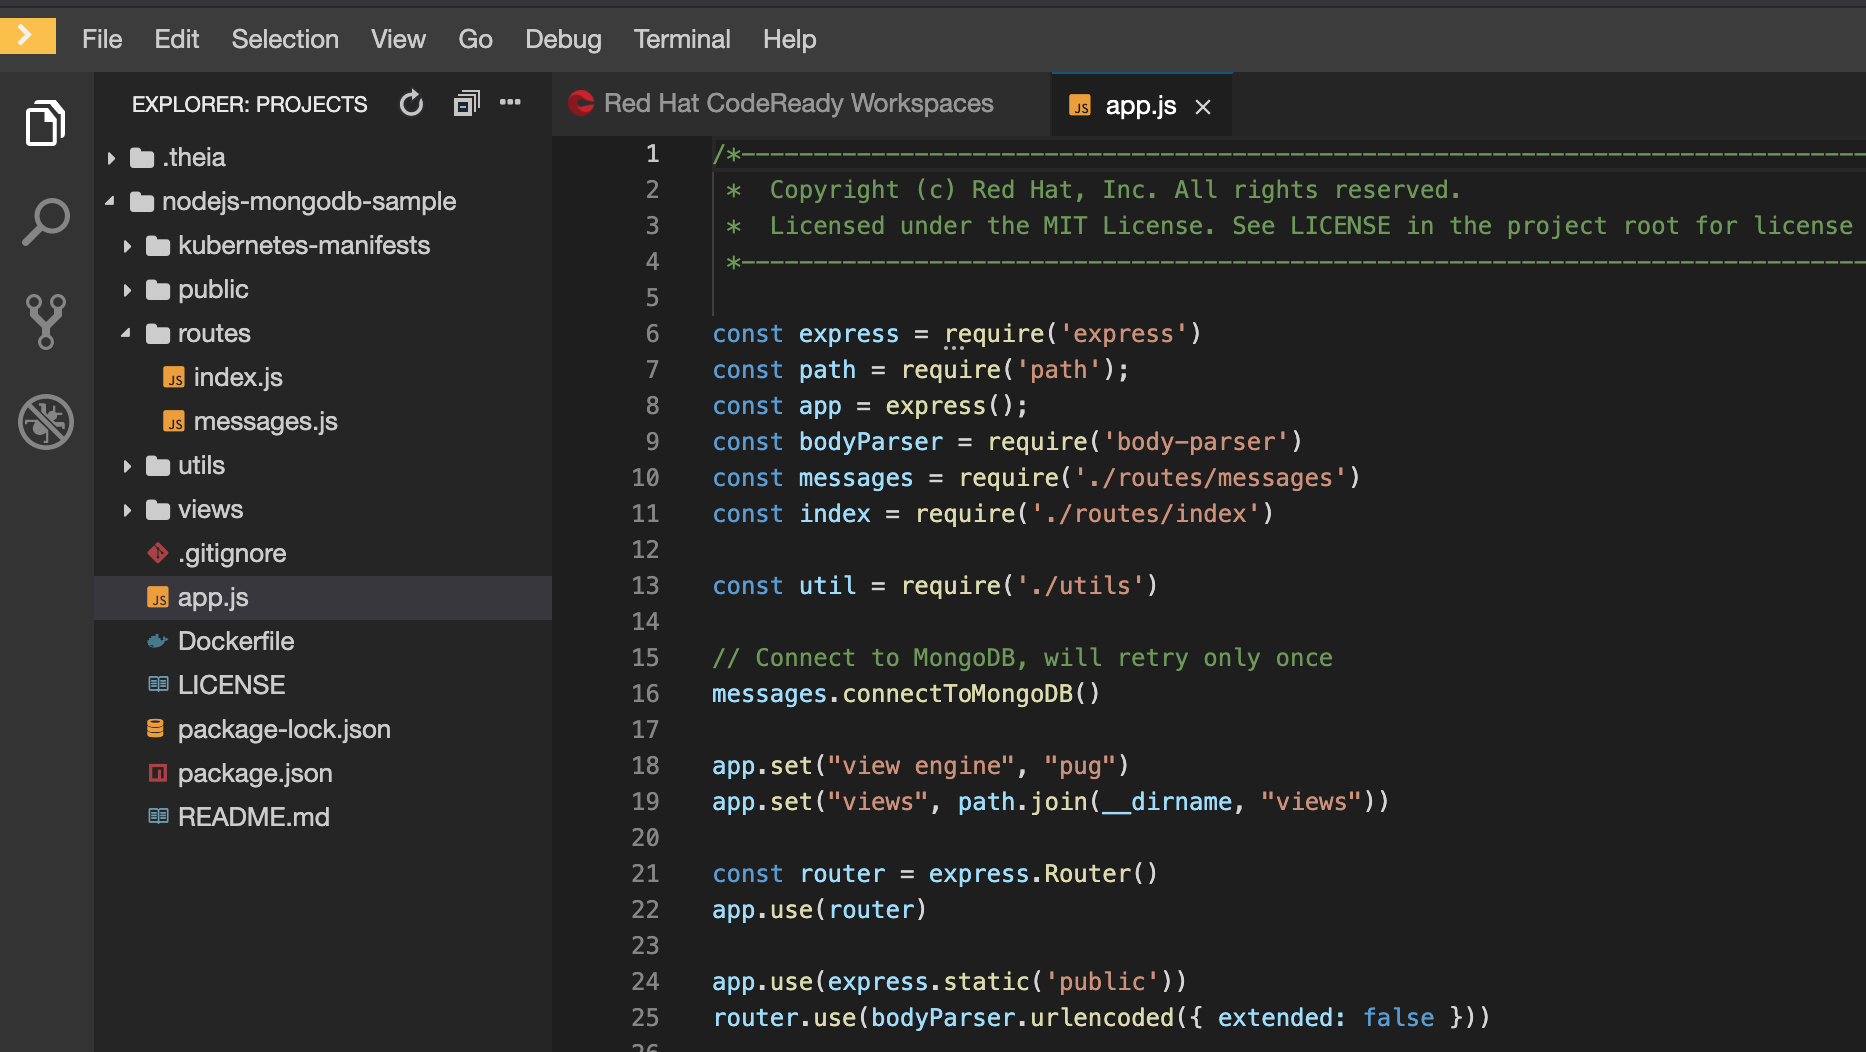 File Edit Selection View Go Debug Terminal Help
EXPLORER: PROJECTS
.theia
nodejs-mongodb-sample
kubernetes-manifests
public
routes
JS index.js
JS messages.js
utils
views
.gitignore
JS app.js
Dockerfile
LICENSE
package-lock.json
package.json
README.md
Red Hat CodeReady Workspaces
JS app.js
1 /*------------------------------------------------------------------------------
2 *  Copyright (c) Red Hat, Inc. All rights reserved.
3 *  Licensed under the MIT License. See LICENSE in the project root for license
4 *------------------------------------------------------------------------------
5
6 const express = require('express')
7 const path = require('path');
8 const app = express();
9 const bodyParser = require('body-parser')
10 const messages = require('./routes/messages')
11 const index = require('./routes/index')
12
13 const util = require('./utils')
14
15 // Connect to MongoDB, will retry only once
16 messages.connectToMongoDB()
17
18 app.set("view engine", "pug")
19 app.set("views", path.join(__dirname, "views"))
20
21 const router = express.Router()
22 app.use(router)
23
24 app.use(express.static('public'))
25 router.use(bodyParser.urlencoded({ extended: false }))
26